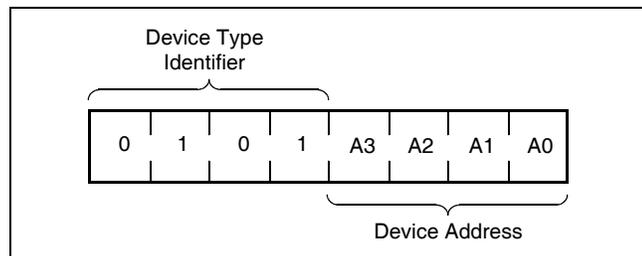 Device Type
Identifier
0 1 0 1 A3 A2 A1 A0
Device Address